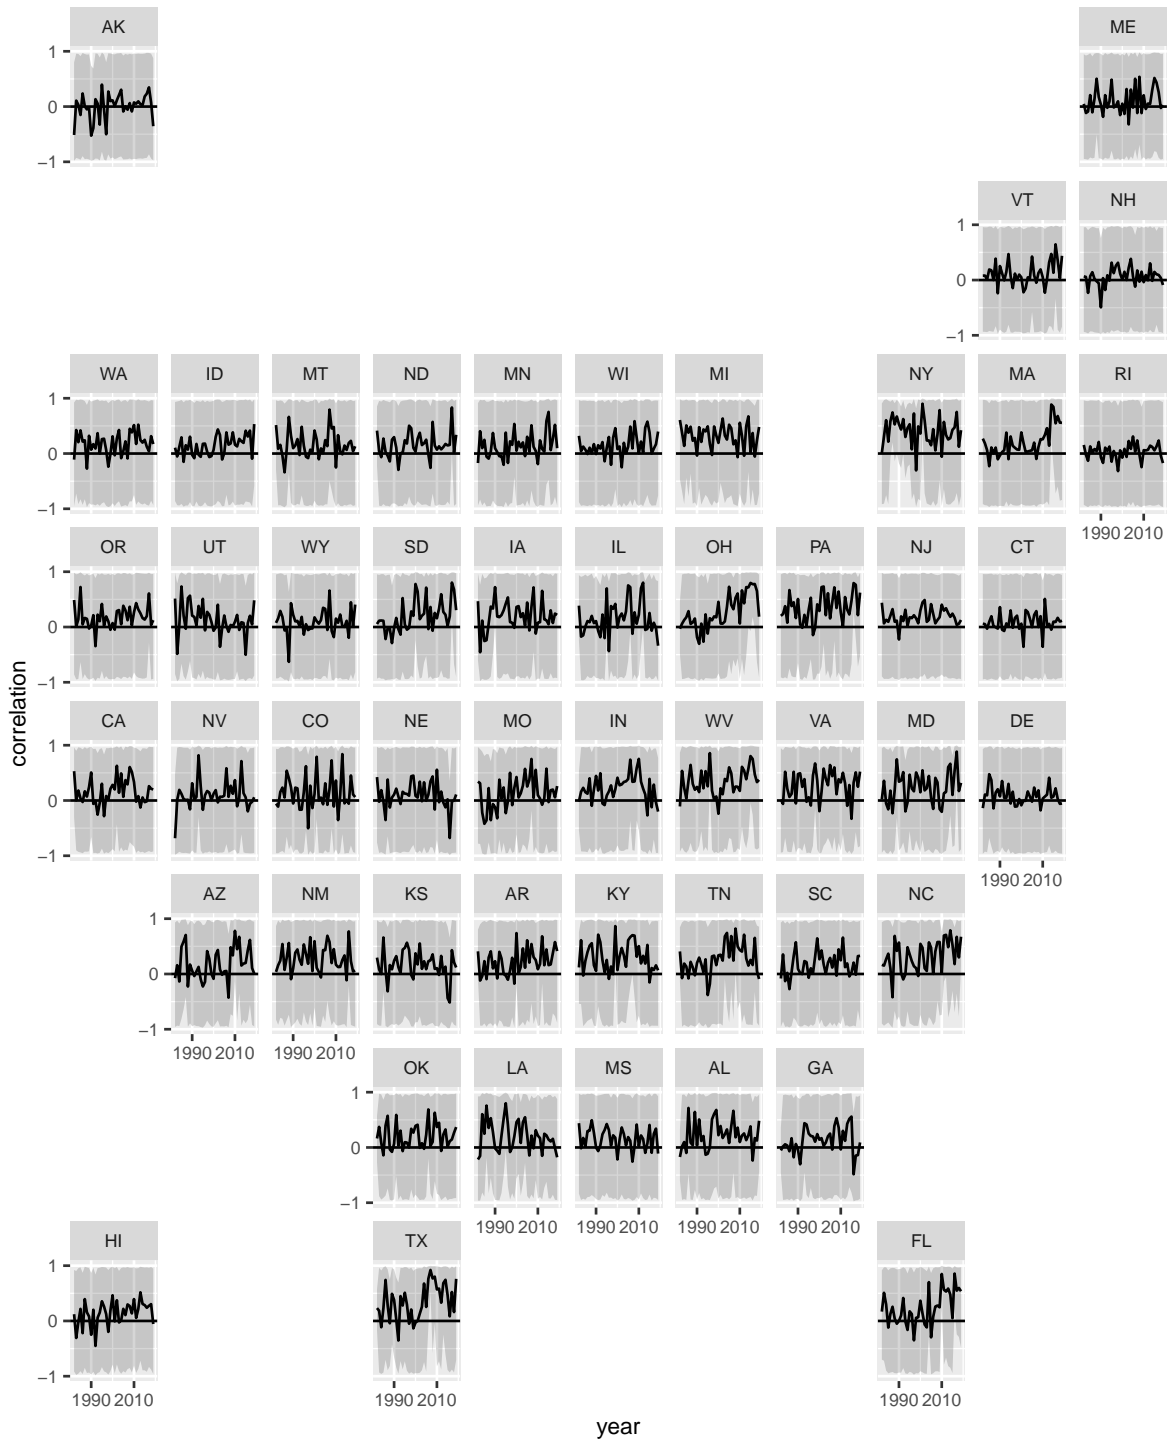 AK ME
1
0
−1
VT NH
1
0
−1
WA ID MT ND MN WI MI NY MA RI
1
0
−1
1990 2010
OR UT WY SD IA IL OH PA NJ CT
1
0
−1
CA NV CO NE MO IN WV VA MD DE
1
0
−1
1990 2010
AZ NM KS AR KY TN SC NC
1
0
−1
1990 2010 1990 2010
OK LA MS AL GA
1
0
−1
1990 2010 1990 2010 1990 2010 1990 2010
HI TX FL
1
0
−1
1990 2010 1990 2010 1990 2010
correlation
year